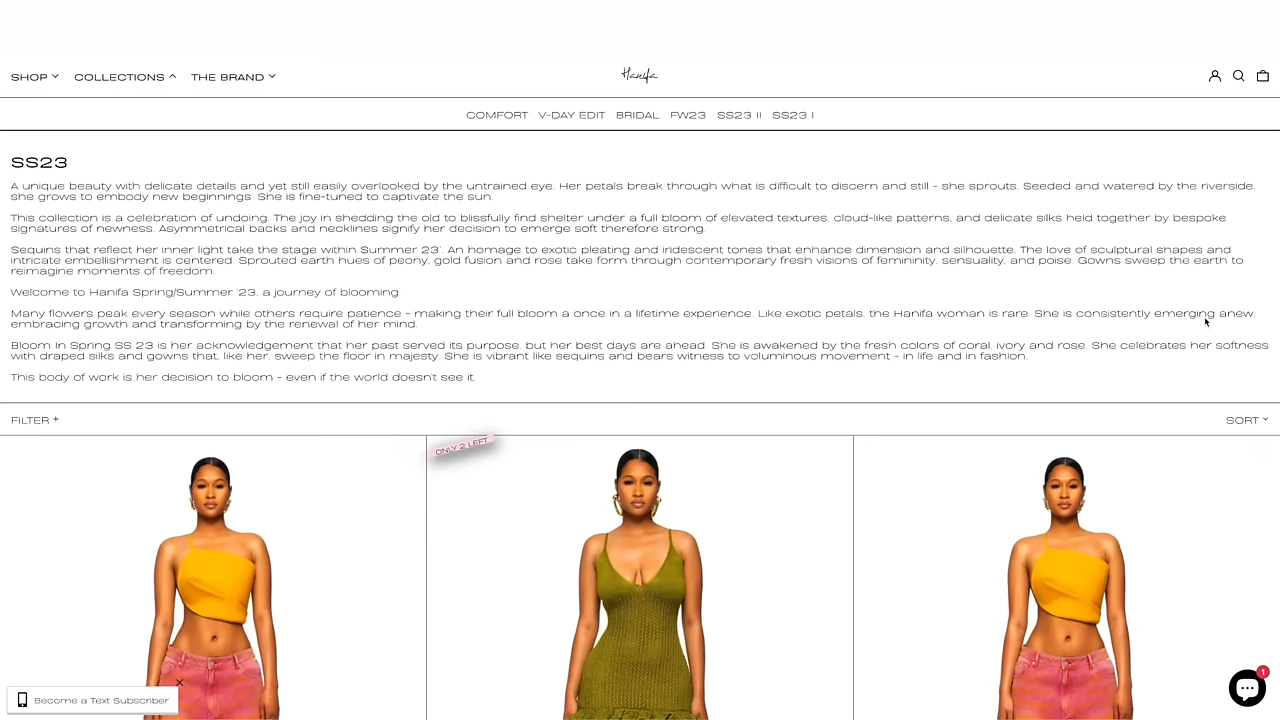 SHOP COLLECTIONS THE BRAND Hanifa
COMFORT V-DAY EDIT BRIDAL FW23 SS23 II SS23 I
SS23
A unique beauty with delicate details and yet still easily overlooked by the untrained eye. Her petals break through what is difficult to discern and still – she sprouts. Seeded and watered by the riverside,
she grows to embody new beginnings. She is fine-tuned to captivate the sun.
This collection is a celebration of undoing. The joy in shedding the old to blissfully find shelter under a full bloom of elevated textures, cloud-like patterns, and delicate silks held together by bespoke
signatures of newness. Asymmetrical backs and necklines signify her decision to emerge soft therefore strong.
Sequins that reflect her inner light take the stage within Summer 23'. An homage to exotic pleating and iridescent tones that enhance dimension and silhouette. The love of sculptural shapes and
intricate embellishment is centered. Sprouted earth hues of peony, gold fusion and rose take form through contemporary fresh visions of femininity, sensuality, and poise. Gowns sweep the earth to
reimagine moments of freedom.
Welcome to Hanifa Spring/Summer '23, a journey of blooming.
Many flowers peak every season while others require patience – making their full bloom a once in a lifetime experience. Like exotic petals, the Hanifa woman is rare. She is consistently emerging anew,
embracing growth and transforming by the renewal of her mind.
Bloom In Spring SS 23 is her acknowledgement that her past served its purpose, but her best days are ahead. She is awakened by the fresh colors of coral, ivory and rose. She celebrates her softness
with draped silks and gowns that, like her, sweep the floor in majesty. She is vibrant like sequins and bears witness to voluminous movement – in life and in fashion.
This body of work is her decision to bloom – even if the world doesn't see it.
FILTER + SORT
ONLY 2 LEFT
Become a Text Subscriber
1